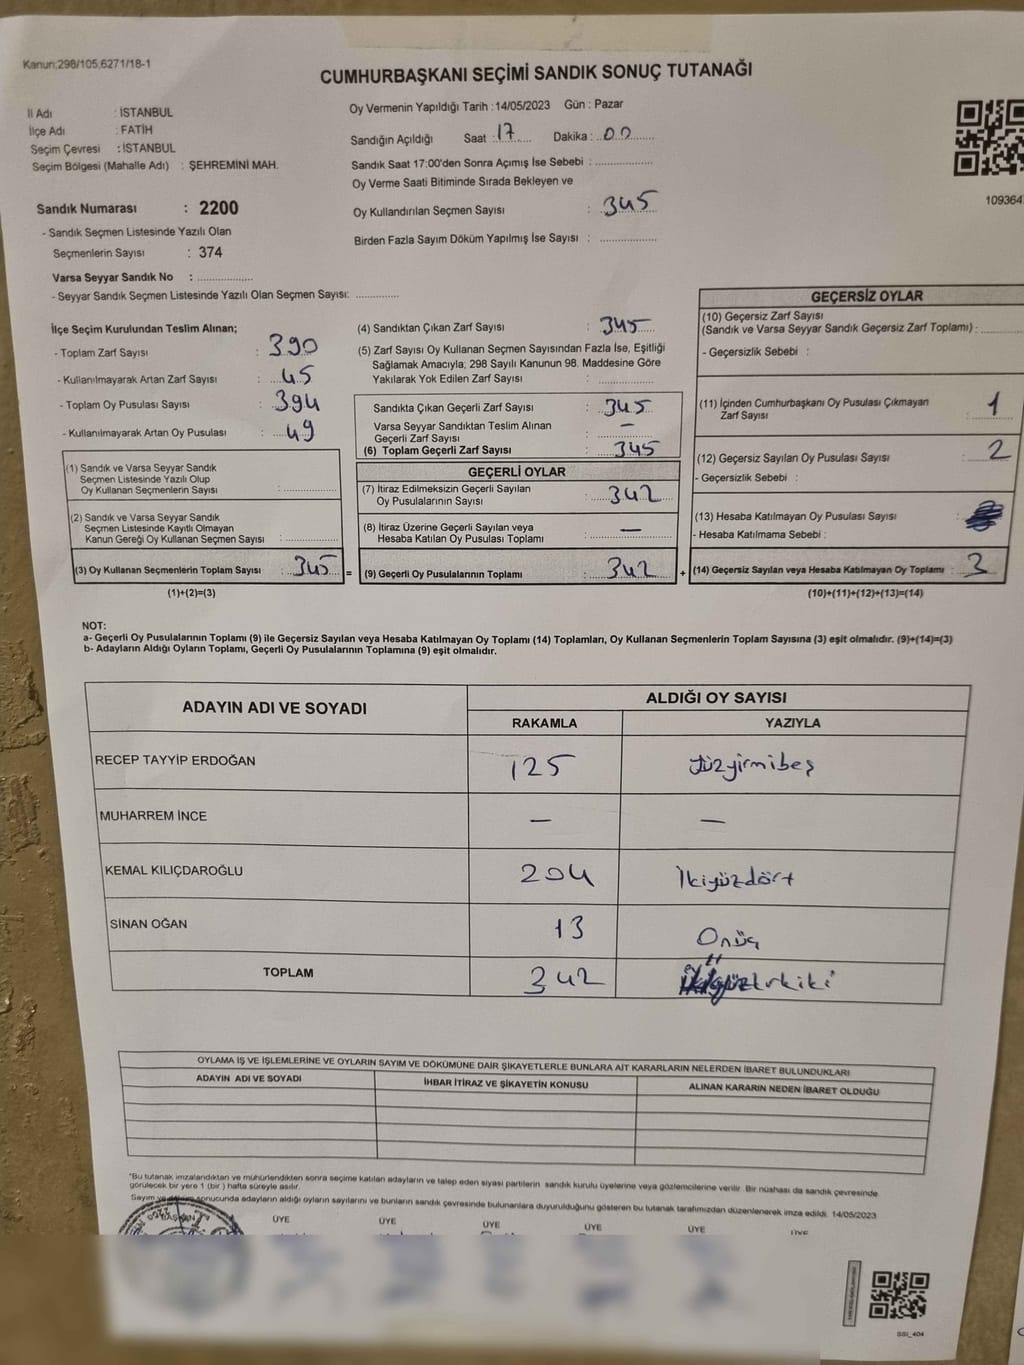 Kanun;298/105,6271/18-1
CUMHURBAŞKANI SEÇİMİ SANDIK SONUÇ TUTANAĞI
İl Adı : İSTANBUL
İlçe Adı : FATİH
Seçim Çevresi : İSTANBUL
Seçim Bölgesi (Mahalle Adı) : ŞEHREMİNİ MAH.
Oy Vermenin Yapıldığı Tarih : 14/05/2023 Gün : Pazar
Sandığın Açıldığı Saat : 17 Dakika : 00
Sandık Saat 17:00'den Sonra Açımış İse Sebebi :
Oy Verme Saati Bitiminde Sırada Bekleyen ve
Oy Kullandırılan Seçmen Sayısı : 345
Birden Fazla Sayım Döküm Yapılmış İse Sayısı :
109364
Sandık Numarası : 2200
- Sandık Seçmen Listesinde Yazılı Olan
Seçmenlerin Sayısı : 374
Varsa Seyyar Sandık No :
- Seyyar Sandık Seçmen Listesinde Yazılı Olan Seçmen Sayısı:
İlçe Seçim Kurulundan Teslim Alınan;
- Toplam Zarf Sayısı : 390
- Kullanılmayarak Artan Zarf Sayısı : 45
- Toplam Oy Pusulası Sayısı : 394
- Kullanılmayarak Artan Oy Pusulası : 49
(1) Sandık ve Varsa Seyyar Sandık
Seçmen Listesinde Yazılı Olup
Oy Kullanan Seçmenlerin Sayısı :
(2) Sandık ve Varsa Seyyar Sandık
Seçmen Listesinde Kayıtlı Olmayan
Kanun Gereği Oy Kullanan Seçmen Sayısı :
(3) Oy Kullanan Seçmenlerin Toplam Sayısı : 345 =
(1)+(2)=(3)
(4) Sandıktan Çıkan Zarf Sayısı : 345
(5) Zarf Sayısı Oy Kullanan Seçmen Sayısından Fazla İse, Eşitliği
Sağlamak Amacıyla; 298 Sayılı Kanunun 98. Maddesine Göre
Yakılarak Yok Edilen Zarf Sayısı :
Sandıkta Çıkan Geçerli Zarf Sayısı : 345
Varsa Seyyar Sandıktan Teslim Alınan
Geçerli Zarf Sayısı : —
(6) Toplam Geçerli Zarf Sayısı : 345
GEÇERLİ OYLAR
(7) İtiraz Edilmeksizin Geçerli Sayılan
Oy Pusulalarının Sayısı : 342
(8) İtiraz Üzerine Geçerli Sayılan veya
Hesaba Katılan Oy Pusulası Toplamı : —
(9) Geçerli Oy Pusulalarının Toplamı : 342 +
GEÇERSİZ OYLAR
(10) Geçersiz Zarf Sayısı
(Sandık ve Varsa Seyyar Sandık Geçersiz Zarf Toplamı) :
- Geçersizlik Sebebi :
(11) İçinden Cumhurbaşkanı Oy Pusulası Çıkmayan
Zarf Sayısı : 1
(12) Geçersiz Sayılan Oy Pusulası Sayısı : 2
- Geçersizlik Sebebi :
(13) Hesaba Katılmayan Oy Pusulası Sayısı :
- Hesaba Katılmama Sebebi :
(14) Geçersiz Sayılan veya Hesaba Katılmayan Oy Toplamı : 3
(10)+(11)+(12)+(13)=(14)
NOT:
a- Geçerli Oy Pusulalarının Toplamı (9) ile Geçersiz Sayılan veya Hesaba Katılmayan Oy Toplamı (14) Toplamları, Oy Kullanan Seçmenlerin Toplam Sayısına (3) eşit olmalıdır. (9)+(14)=(3)
b- Adayların Aldığı Oyların Toplamı, Geçerli Oy Pusulalarının Toplamına (9) eşit olmalıdır.
ADAYIN ADI VE SOYADI ALDIĞI OY SAYISI
RAKAMLA YAZIYLA
RECEP TAYYİP ERDOĞAN 125 Yüzyirmibeş
MUHARREM İNCE — —
KEMAL KILIÇDAROĞLU 204 İkiyüzdört
SİNAN OĞAN 13 Onüç
TOPLAM 342
OYLAMA İŞ VE İŞLEMLERİNE VE OYLARIN SAYIM VE DÖKÜMÜNE DAİR ŞİKAYETLERLE BUNLARA AİT KARARLARIN NELERDEN İBARET BULUNDUKLARI
ADAYIN ADI VE SOYADI İHBAR İTİRAZ VE ŞİKAYETİN KONUSU ALINAN KARARIN NEDEN İBARET OLDUĞU
"Bu tutanak imzalandıktan ve mühürlendikten sonra seçime katılan adayların ve talep eden siyasi partilerin sandık kurulu üyelerine veya gözlemcilerine verilir. Bir nüshası da sandık çevresinde
görülecek bir yere 1 (bir ) hafta süreyle asılır.
Sayım ve döküm sonucunda adayların aldığı oyların sayılarını ve bunların sandık çevresinde bulunanlara duyurulduğunu gösteren bu tutanak tarafımızdan düzenlenerek imza edildi. 14/05/2023
BAŞKAN ÜYE ÜYE ÜYE ÜYE ÜYE ÜYE
SSI_404